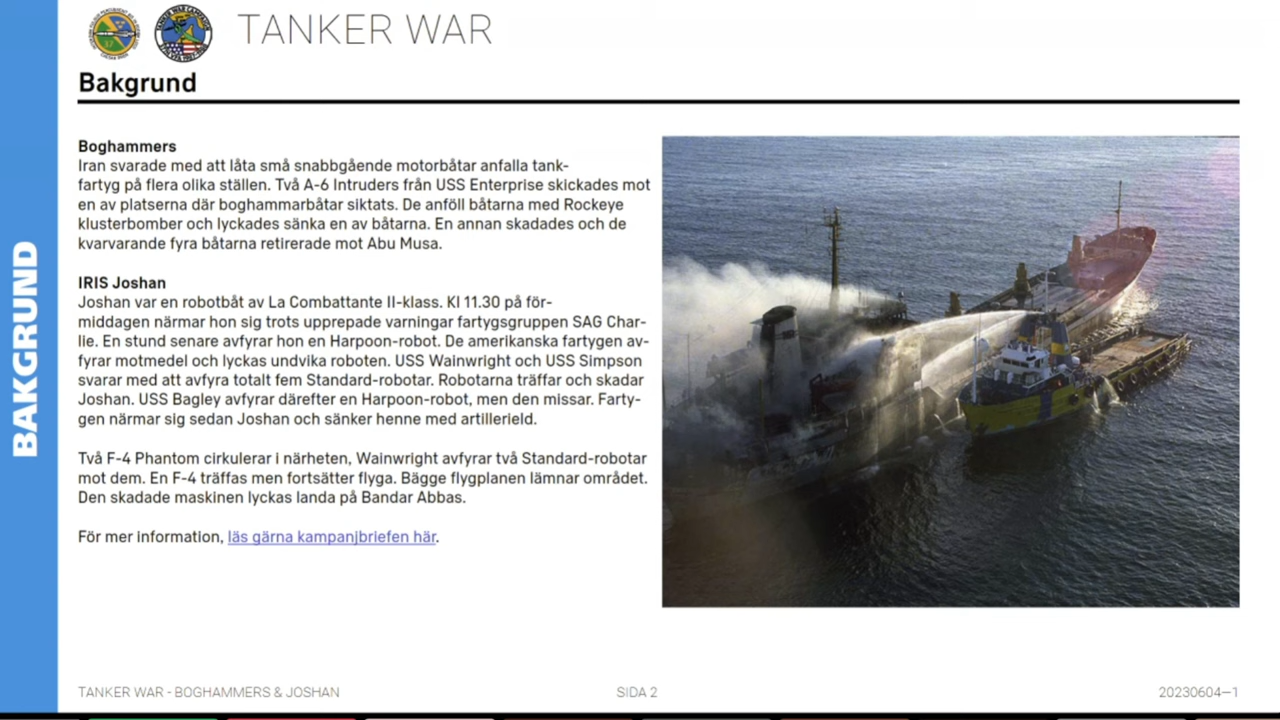 TANKER WAR
Bakgrund
BAKGRUND
Boghammers
Iran svarade med att låta små snabbgående motorbåtar anfalla tank-
fartyg på flera olika ställen. Två A-6 Intruders från USS Enterprise skickades mot
en av platserna där boghammarbåtar siktats. De anföll båtarna med Rockeye
klusterbomber och lyckades sänka en av båtarna. En annan skadades och de
kvarvarande fyra båtarna retirerade mot Abu Musa.
IRIS Joshan
Joshan var en robotbåt av La Combattante II-klass. Kl 11.30 på för-
middagen närmar hon sig trots upprepade varningar fartygsgruppen SAG Char-
lie. En stund senare avfyrar hon en Harpoon-robot. De amerikanska fartygen av-
fyrar motmedel och lyckas undvika roboten. USS Wainwright och USS Simpson
svarar med att avfyra totalt fem Standard-robotar. Robotarna träffar och skadar
Joshan. USS Bagley avfyrar därefter en Harpoon-robot, men den missar. Farty-
gen närmar sig sedan Joshan och sänker henne med artillerield.
Två F-4 Phantom cirkulerar i närheten, Wainwright avfyrar två Standard-robotar
mot dem. En F-4 träffas men fortsätter flyga. Bägge flygplanen lämnar området.
Den skadade maskinen lyckas landa på Bandar Abbas.
För mer information, läs gärna kampanjbriefen här.
TANKER WAR - BOGHAMMERS & JOSHAN
SIDA 2
20230604—1